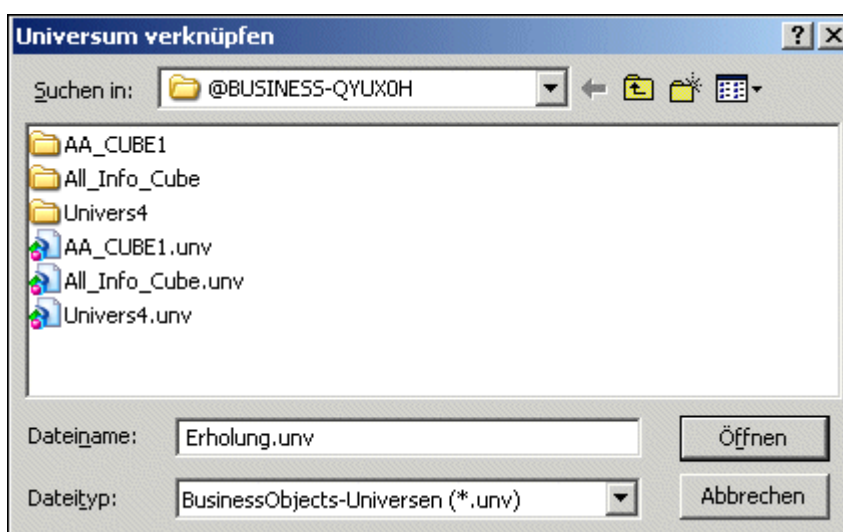 Universum verknüpfen
Suchen in: @BUSINESS-QYUX0H
AA_CUBE1
All_Info_Cube
Univers4
AA_CUBE1.unv
All_Info_Cube.unv
Univers4.unv
Dateiname: Erholung.unv Öffnen
Dateityp: BusinessObjects-Universen (*.unv) Abbrechen